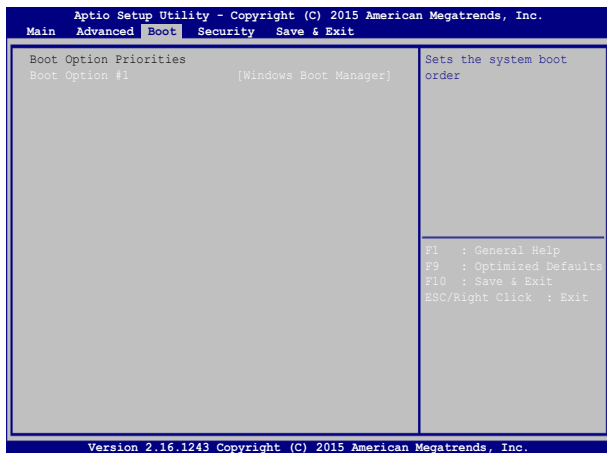 Aptio Setup Utility - Copyright (C) 2015 American Megatrends, Inc.
Main Advanced Boot Security Save & Exit
Boot Option Priorities
Boot Option #1 [Windows Boot Manager]
Sets the system boot
order
F1 : General Help
F9 : Optimized Defaults
F10 : Save & Exit
ESC/Right Click : Exit
Version 2.16.1243 Copyright (C) 2015 American Megatrends, Inc.